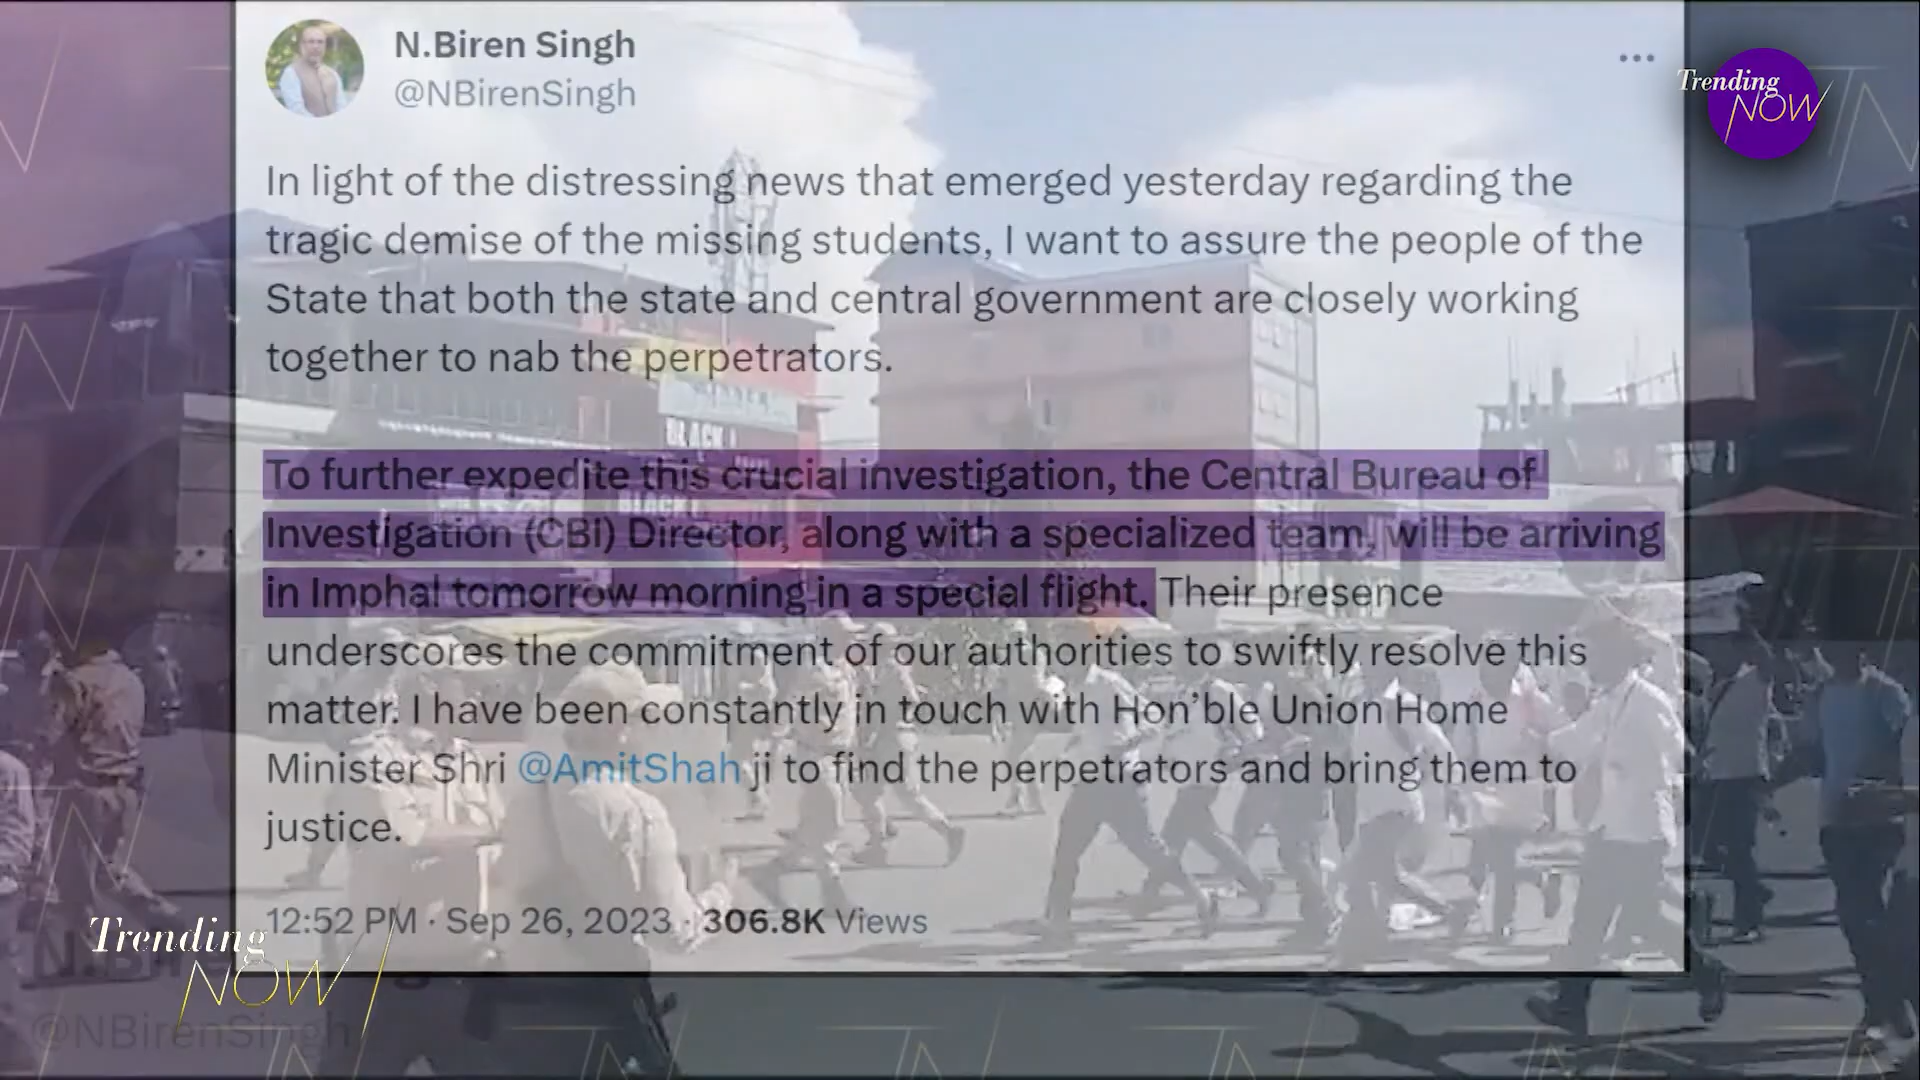 N.Biren Singh
@NBirenSingh
Trending
NOW
In light of the distressing news that emerged yesterday regarding the
tragic demise of the missing students, I want to assure the people of the
State that both the state and central government are closely working
together to nab the perpetrators.
BLACK
BLACK
To further expedite this crucial investigation, the Central Bureau of
Investigation (CBI) Director, along with a specialized team, will be arriving
in Imphal tomorrow morning in a special flight. Their presence
underscores the commitment of our authorities to swiftly resolve this
matter. I have been constantly in touch with Hon’ble Union Home
Minister Shri @AmitShah ji to find the perpetrators and bring them to
justice.
12:52 PM · Sep 26, 2023 · 306.8K Views
Trending
NOW
@NBirenSingh